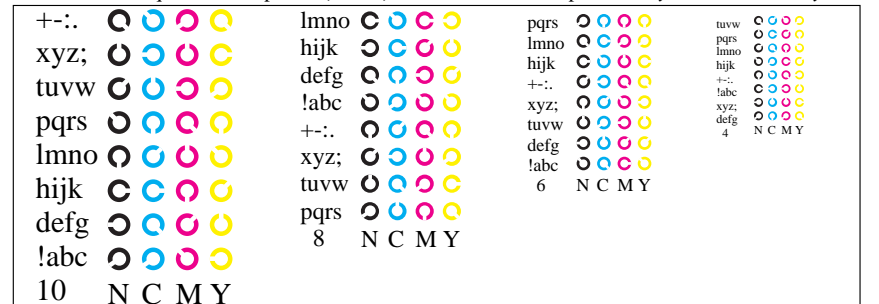 +-:.
xyz;
tuvw
pqrs
lmno
hijk
defg
!abc
10 N C M Y
lmno
hijk
defg
!abc
+-:.
xyz;
tuvw
pqrs
8 N C M Y
pqrs
lmno
hijk
+-:.
xyz;
tuvw
defg
!abc
6 N C M Y
tuvw
pqrs
lmno
hijk
+-:.
!abc
xyz;
defg
4 N C M Y